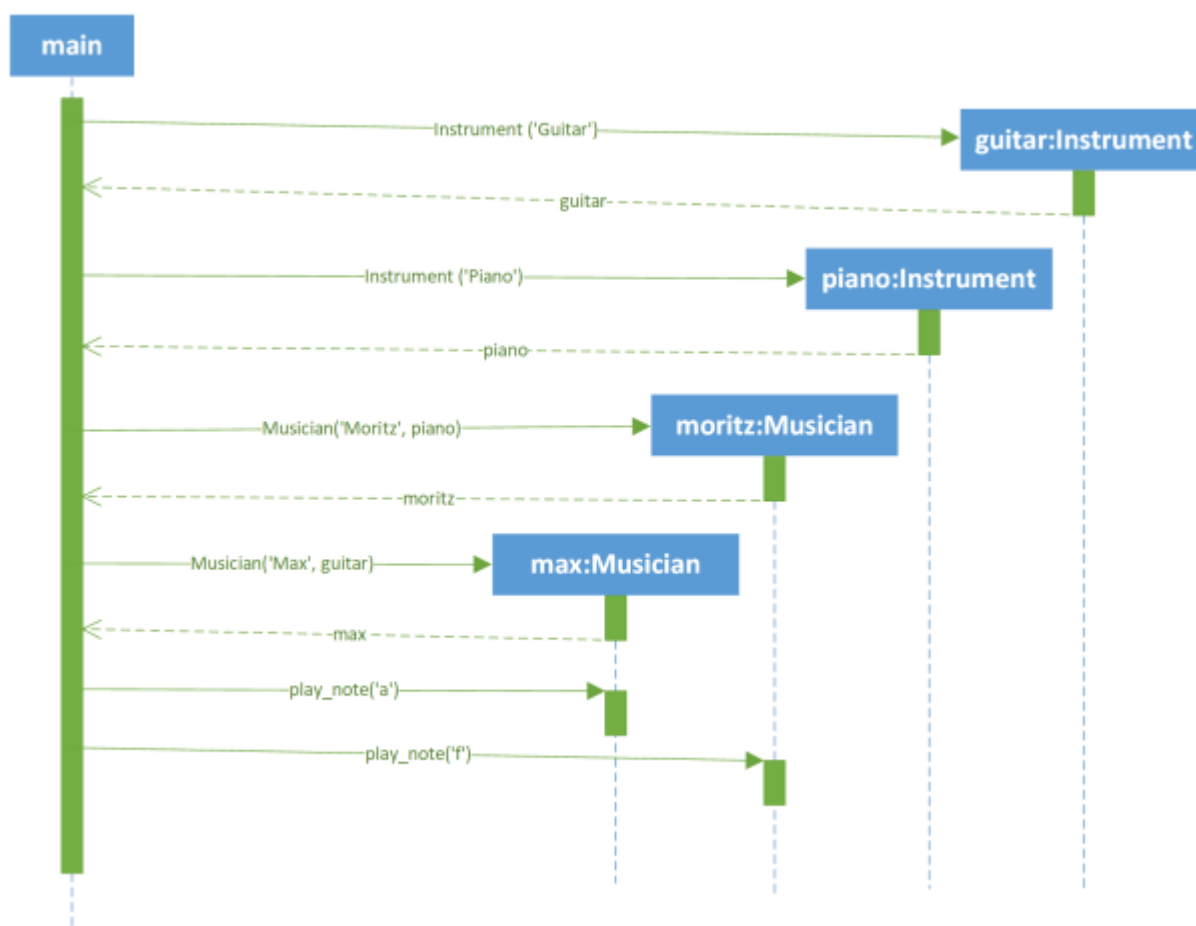 main
Instrument ('Guitar')
guitar:Instrument
guitar
Instrument ('Piano')
piano:Instrument
piano
Musician('Moritz', piano)
moritz:Musician
moritz
Musician('Max', guitar)
max:Musician
max
play_note('a')
play_note('f')